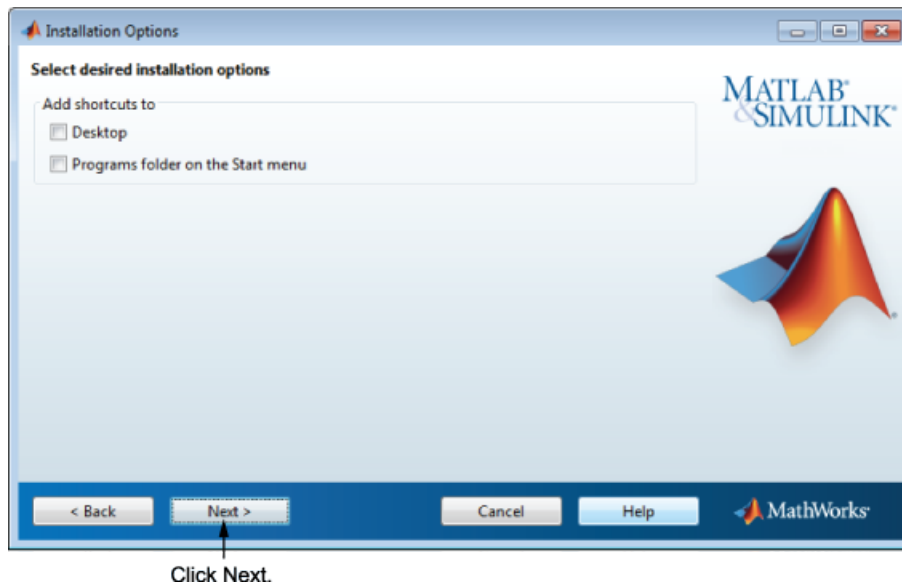 Installation Options
Select desired installation options
Add shortcuts to
Desktop
Programs folder on the Start menu
MATLAB®
&SIMULINK®
®
< Back
Next >
Cancel
Help
MathWorks®
Click Next.